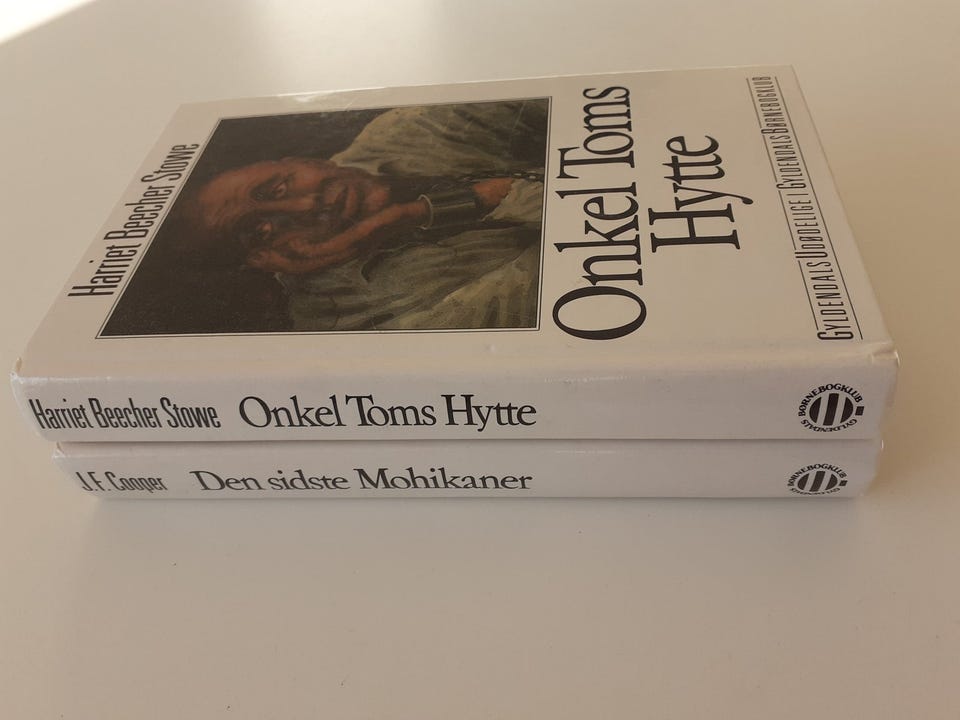 Harriet Beecher Stowe
Onkel Toms
Hytte
GYLDENDALS UDØDELIGE I GYLDENDALS BØRNEBOGKLUB
Harriet Beecher Stowe Onkel Toms Hytte
GYLDENDALS BØRNEBOGKLUB
J.F. Cooper Den sidste Mohikaner
GYLDENDALS BØRNEBOGKLUB